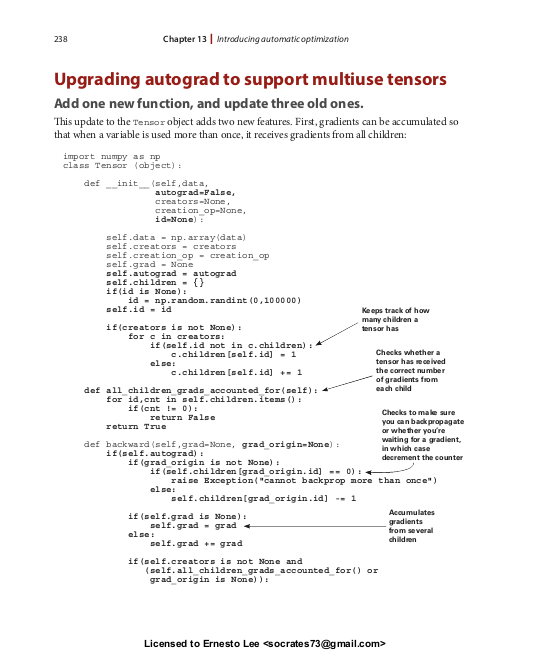 238
Chapter 13 | Introducing automatic optimization
Upgrading autograd to support multiuse tensors
Add one new function, and update three old ones.
This update to the Tensor object adds two new features. First, gradients can be accumulated so
that when a variable is used more than once, it receives gradients from all children:
import numpy as np
class Tensor (object):
def __init__(self,data,
autograd=False,
creators=None,
creation_op=None,
id=None):
self.data = np.array(data)
self.creators = creators
self.creation_op = creation_op
self.grad = None
self.autograd = autograd
self.children = {}
if(id is None):
id = np.random.randint(0,100000)
self.id = id
if(creators is not None):
for c in creators:
if(self.id not in c.children):
c.children[self.id] = 1
else:
c.children[self.id] += 1
Keeps track of how
many children a
tensor has
def all_children_grads_accounted_for(self):
for id,cnt in self.children.items():
if(cnt != 0):
return False
return True
Checks whether a
tensor has received
the correct number
of gradients from
each child
def backward(self,grad=None, grad_origin=None):
if(self.autograd):
if(grad_origin is not None):
if(self.children[grad_origin.id] == 0):
raise Exception("cannot backprop more than once")
else:
self.children[grad_origin.id] -= 1
Checks to make sure
you can backpropagate
or whether you're
waiting for a gradient,
in which case
decrement the counter
if(self.grad is None):
self.grad = grad
else:
self.grad += grad
Accumulates
gradients
from several
children
if(self.creators is not None and
(self.all_children_grads_accounted_for() or
grad_origin is None)):
Licensed to Ernesto Lee <socrates73@gmail.com>